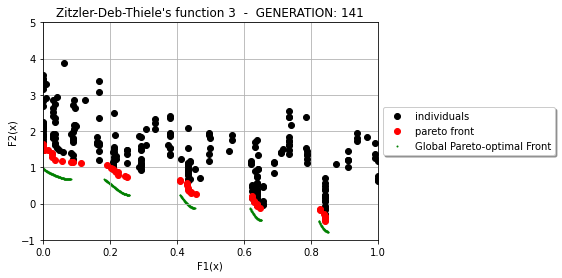 Zitzler-Deb-Thiele's function 3 - GENERATION: 141
5
4
3
2
1
0
−1
F2(x)
individuals
pareto front
Global Pareto-optimal Front
0.0 0.2 0.4 0.6 0.8 1.0
F1(x)